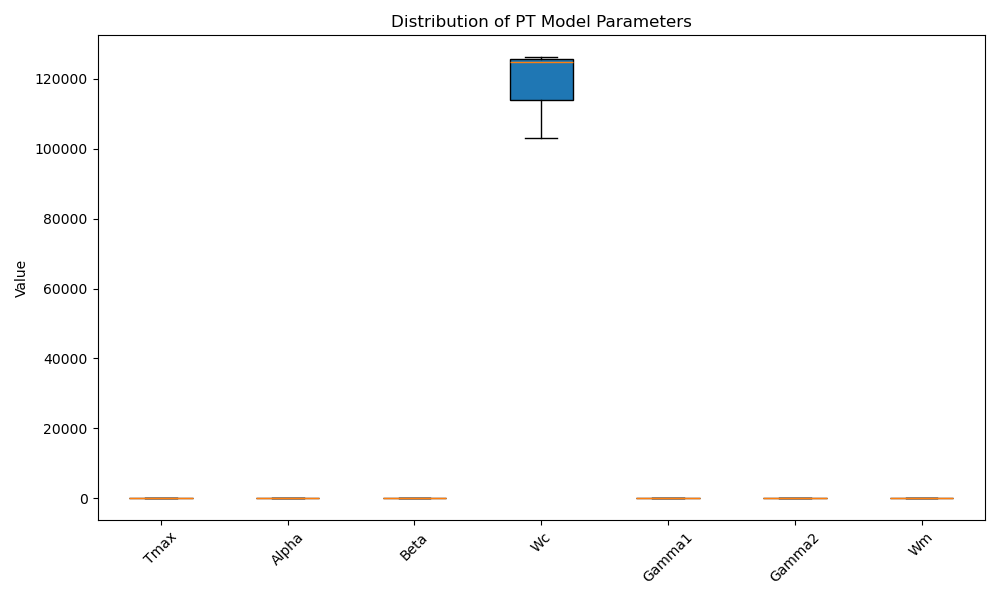 Distribution of PT Model Parameters
Value
120000
100000
80000
60000
40000
20000
0
Tmax
Alpha
Beta
Wc
Gamma1
Gamma2
Wm